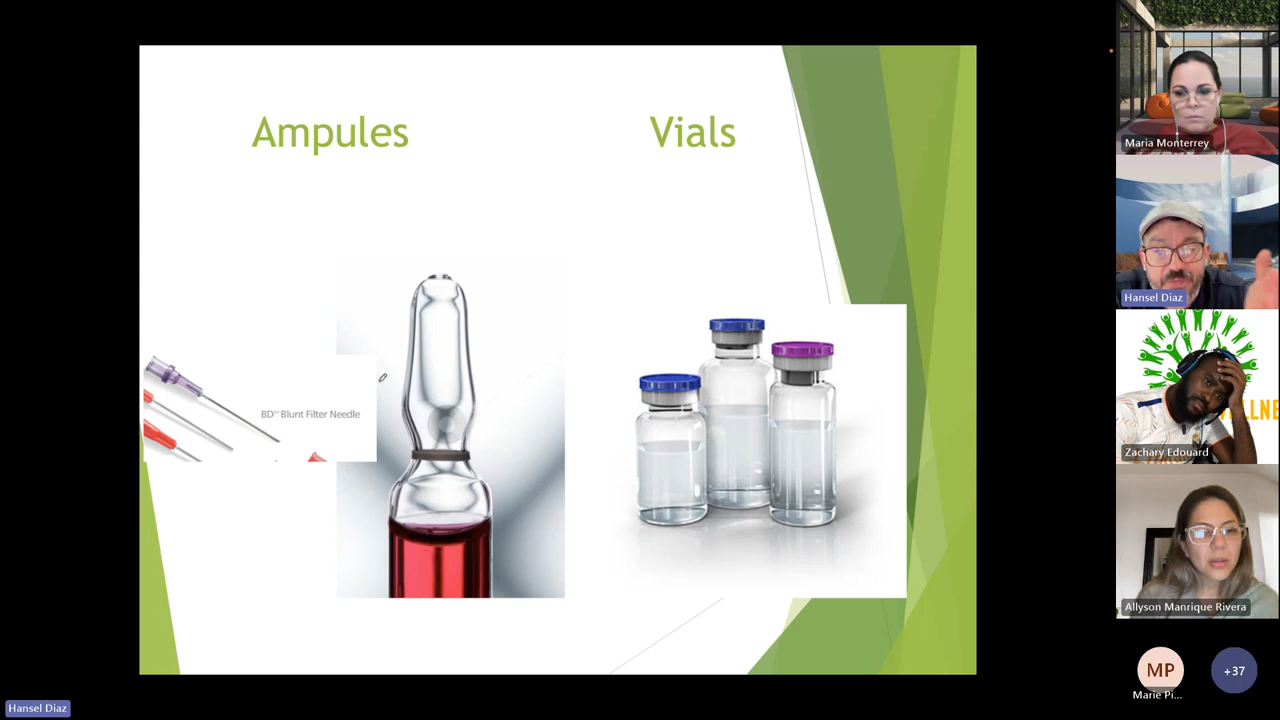 Ampules
Vials
BD™ Blunt Filter Needle
Maria Monterrey
Hansel Diaz
Zachary Edouard
Allyson Manrique Rivera
MP
+37
Marie Pi...
Hansel Diaz